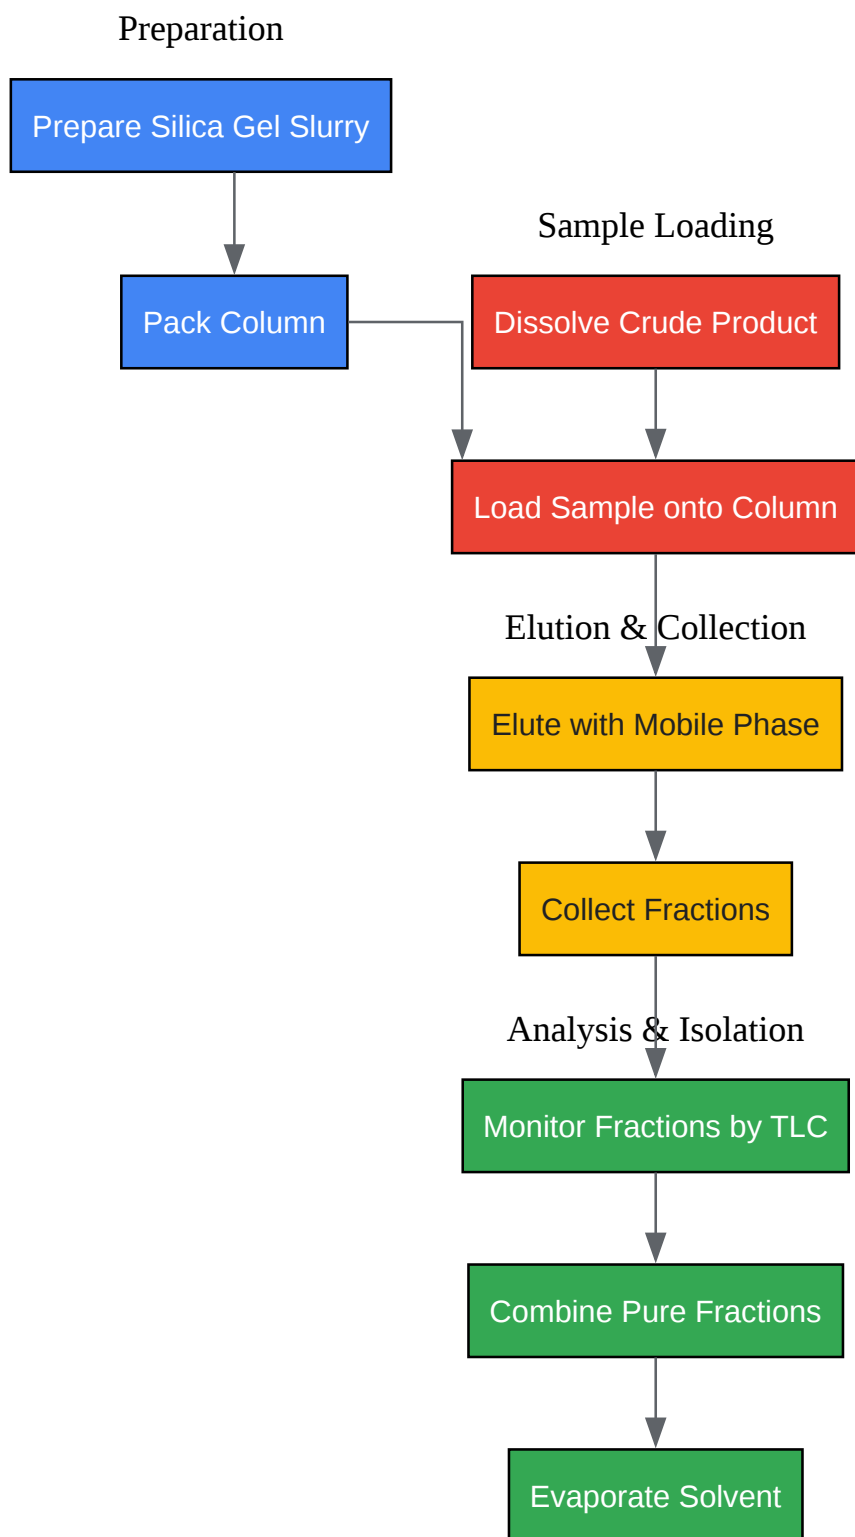 Preparation
Prepare Silica Gel Slurry
Pack Column
Sample Loading
Dissolve Crude Product
Load Sample onto Column
Elution & Collection
Elute with Mobile Phase
Collect Fractions
Analysis & Isolation
Monitor Fractions by TLC
Combine Pure Fractions
Evaporate Solvent